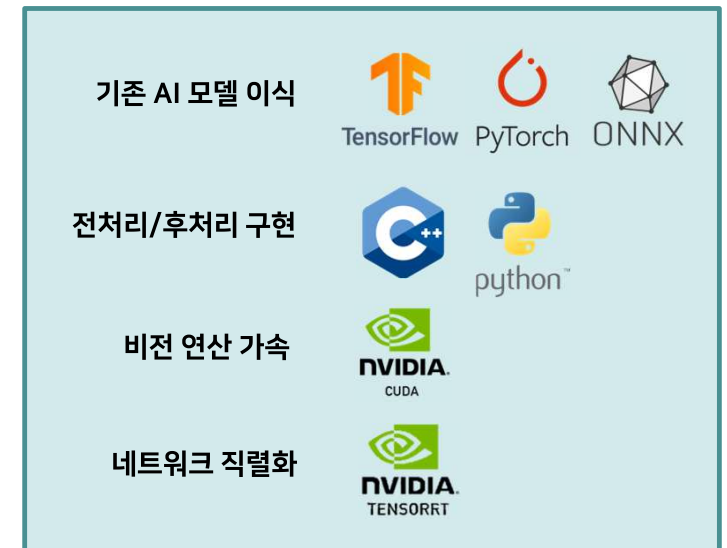 기존 AI 모델 이식
TensorFlow PyTorch ONNX
전처리/후처리 구현
C++
python™
비전 연산 가속
NVIDIA.
CUDA
네트워크 직렬화
NVIDIA.
TENSORRT